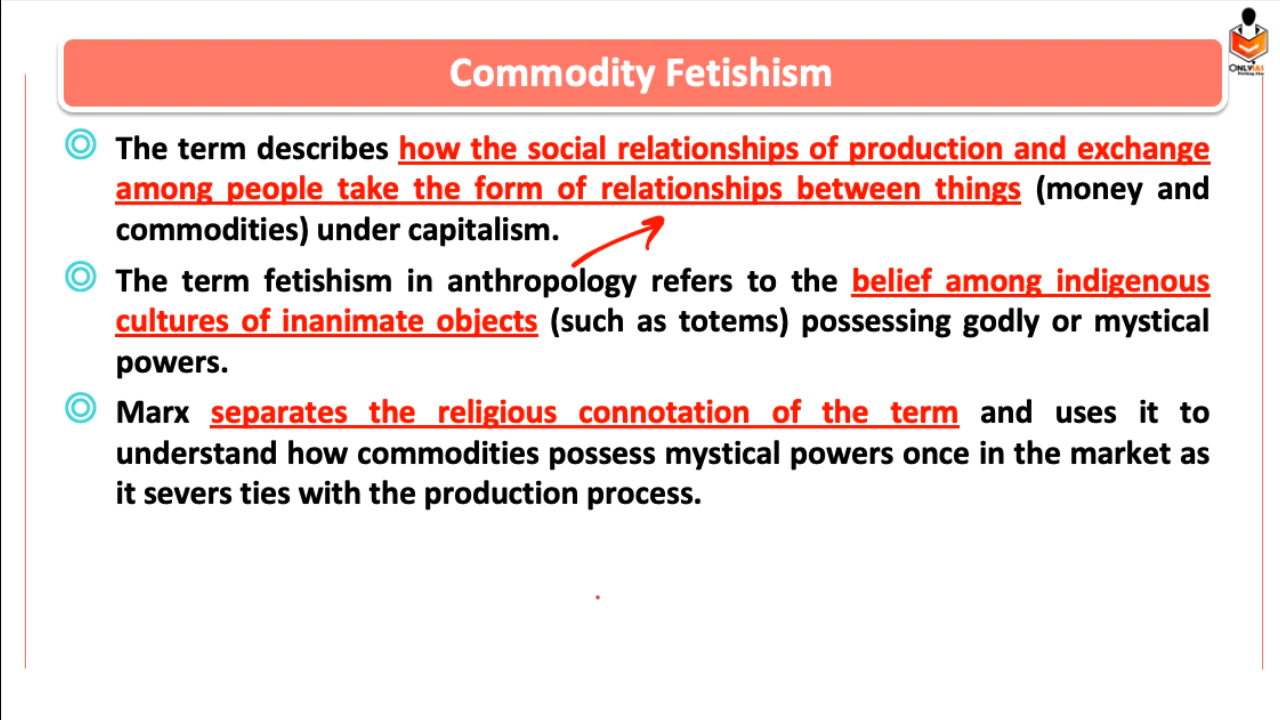 Commodity Fetishism
ONLYIAS
The term describes how the social relationships of production and exchange
among people take the form of relationships between things (money and
commodities) under capitalism.
The term fetishism in anthropology refers to the belief among indigenous
cultures of inanimate objects (such as totems) possessing godly or mystical
powers.
Marx separates the religious connotation of the term and uses it to
understand how commodities possess mystical powers once in the market as
it severs ties with the production process.